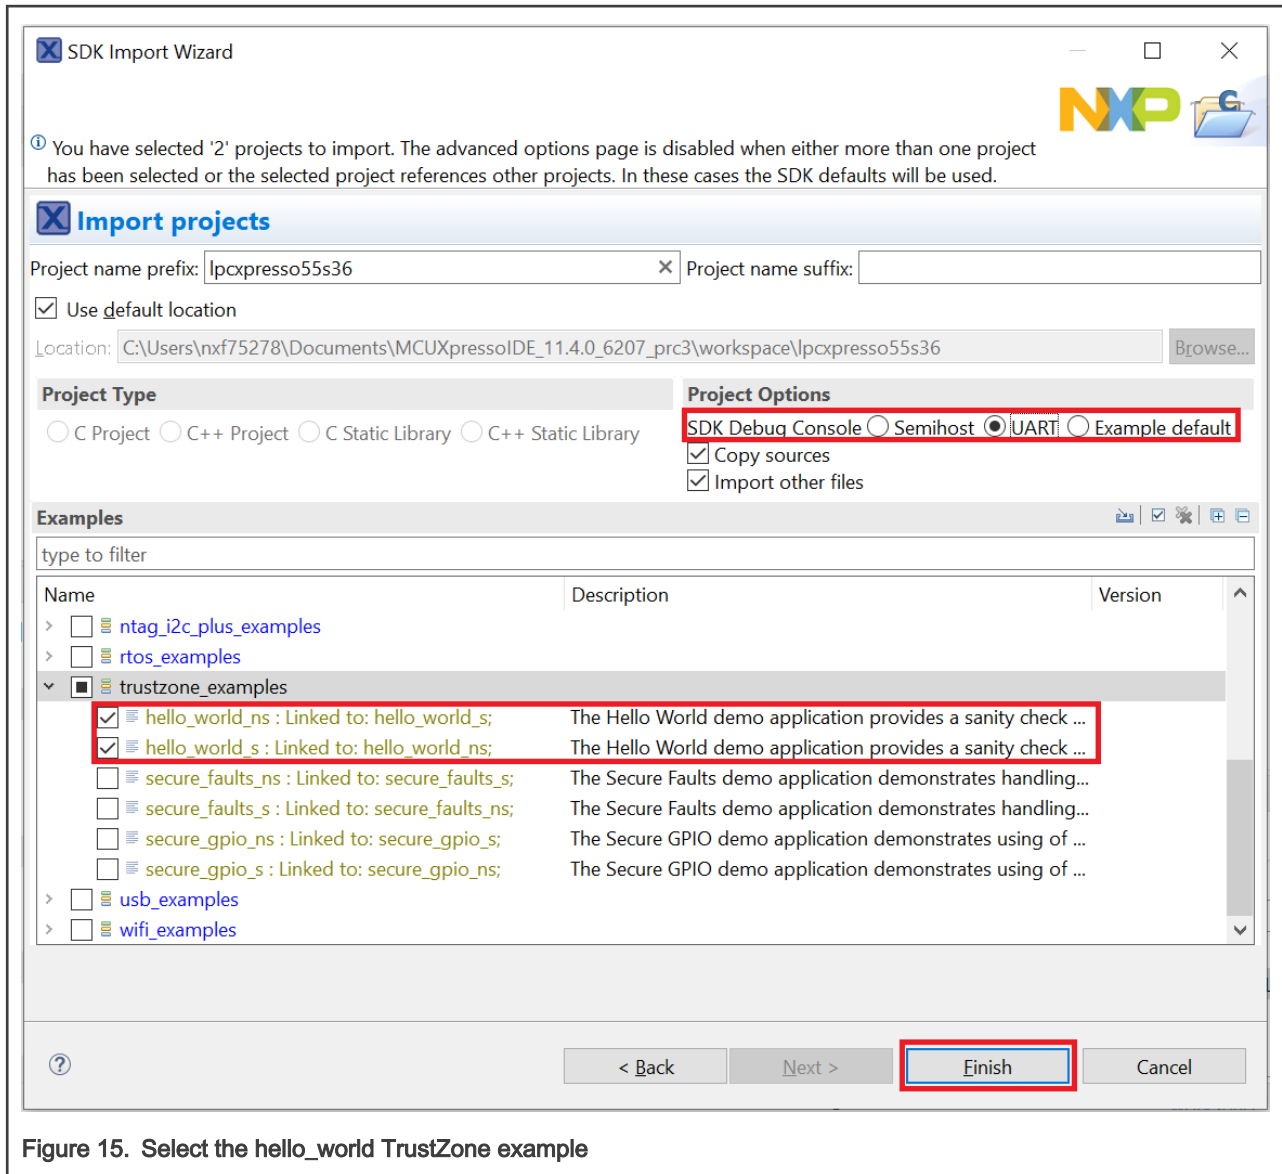 SDK Import Wizard
NXP
You have selected '2' projects to import. The advanced options page is disabled when either more than one project
has been selected or the selected project references other projects. In these cases the SDK defaults will be used.
Import projects
Project name prefix: lpcxpresso55s36 Project name suffix:
Use default location
Location: C:\Users\nxf75278\Documents\MCUXpressoIDE_11.4.0_6207_prc3\workspace\lpcxpresso55s36 Browse...
Project Type Project Options
C Project C++ Project C Static Library C++ Static Library SDK Debug Console Semihost UART Example default
Copy sources
Import other files
Examples
type to filter
Name Description Version
ntag_i2c_plus_examples
rtos_examples
trustzone_examples
hello_world_ns : Linked to: hello_world_s; The Hello World demo application provides a sanity check ...
hello_world_s : Linked to: hello_world_ns; The Hello World demo application provides a sanity check ...
secure_faults_ns : Linked to: secure_faults_s; The Secure Faults demo application demonstrates handling...
secure_faults_s : Linked to: secure_faults_ns; The Secure Faults demo application demonstrates handling...
secure_gpio_ns : Linked to: secure_gpio_s; The Secure GPIO demo application demonstrates using of ...
secure_gpio_s : Linked to: secure_gpio_ns; The Secure GPIO demo application demonstrates using of ...
usb_examples
wifi_examples
< Back Next > Finish Cancel
Figure 15. Select the hello_world TrustZone example